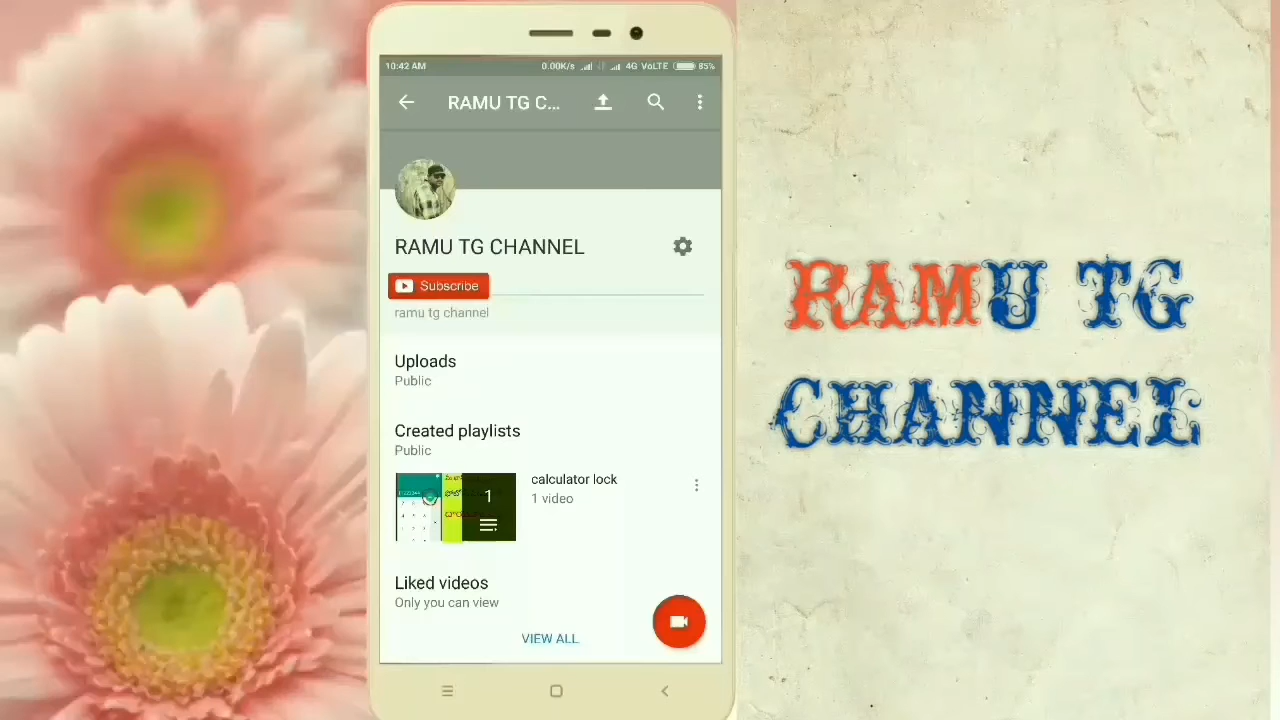 10:42 AM 0.00K/s 4G VoLTE 85%
RAMU TG C...
RAMU TG CHANNEL
Subscribe
ramu tg channel
Uploads
Public
Created playlists
Public
calculator lock
1 video
1
Liked videos
Only you can view
VIEW ALL
RAMU TG
CHANNEL